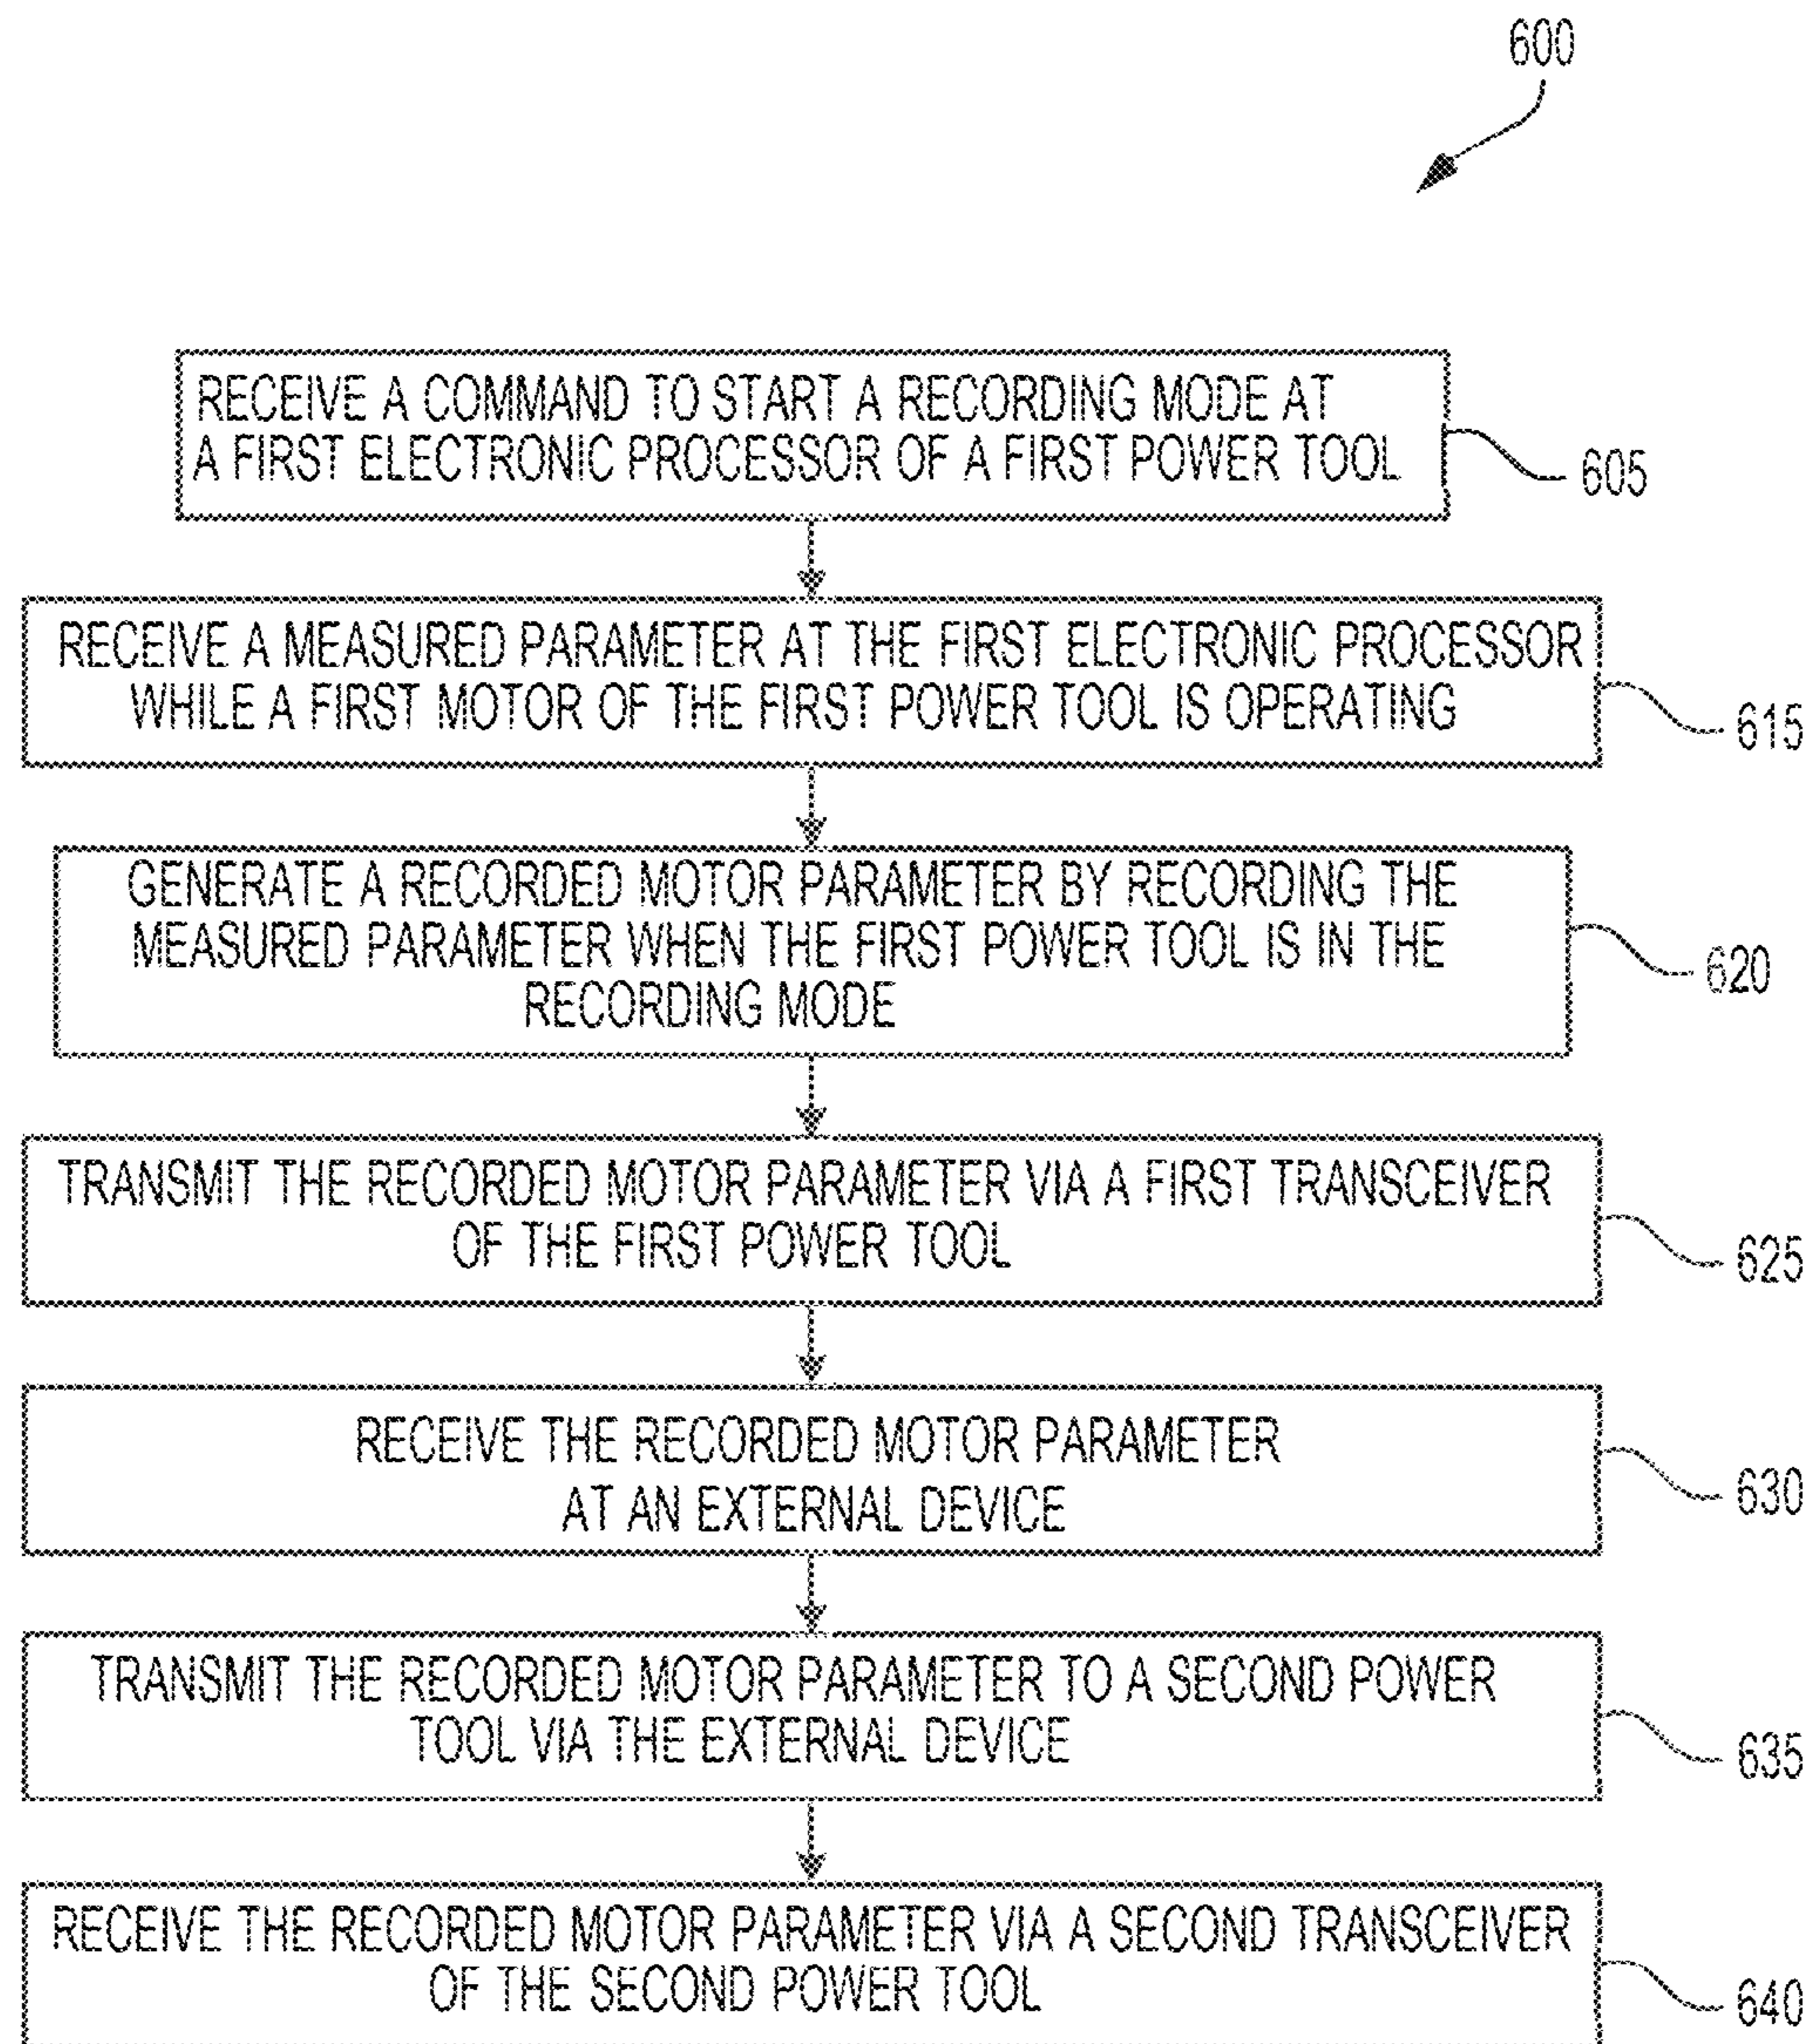 600
RECEIVE A COMMAND TO START A RECORDING MODE AT
A FIRST ELECTRONIC PROCESSOR OF A FIRST POWER TOOL
605
RECEIVE A MEASURED PARAMETER AT THE FIRST ELECTRONIC PROCESSOR
WHILE A FIRST MOTOR OF THE FIRST POWER TOOL IS OPERATING
615
GENERATE A RECORDED MOTOR PARAMETER BY RECORDING THE
MEASURED PARAMETER WHEN THE FIRST POWER TOOL IS IN THE
RECORDING MODE
620
TRANSMIT THE RECORDED MOTOR PARAMETER VIA A FIRST TRANSCEIVER
OF THE FIRST POWER TOOL
625
RECEIVE THE RECORDED MOTOR PARAMETER
AT AN EXTERNAL DEVICE
630
TRANSMIT THE RECORDED MOTOR PARAMETER TO A SECOND POWER
TOOL VIA THE EXTERNAL DEVICE
635
RECEIVE THE RECORDED MOTOR PARAMETER VIA A SECOND TRANSCEIVER
OF THE SECOND POWER TOOL
640